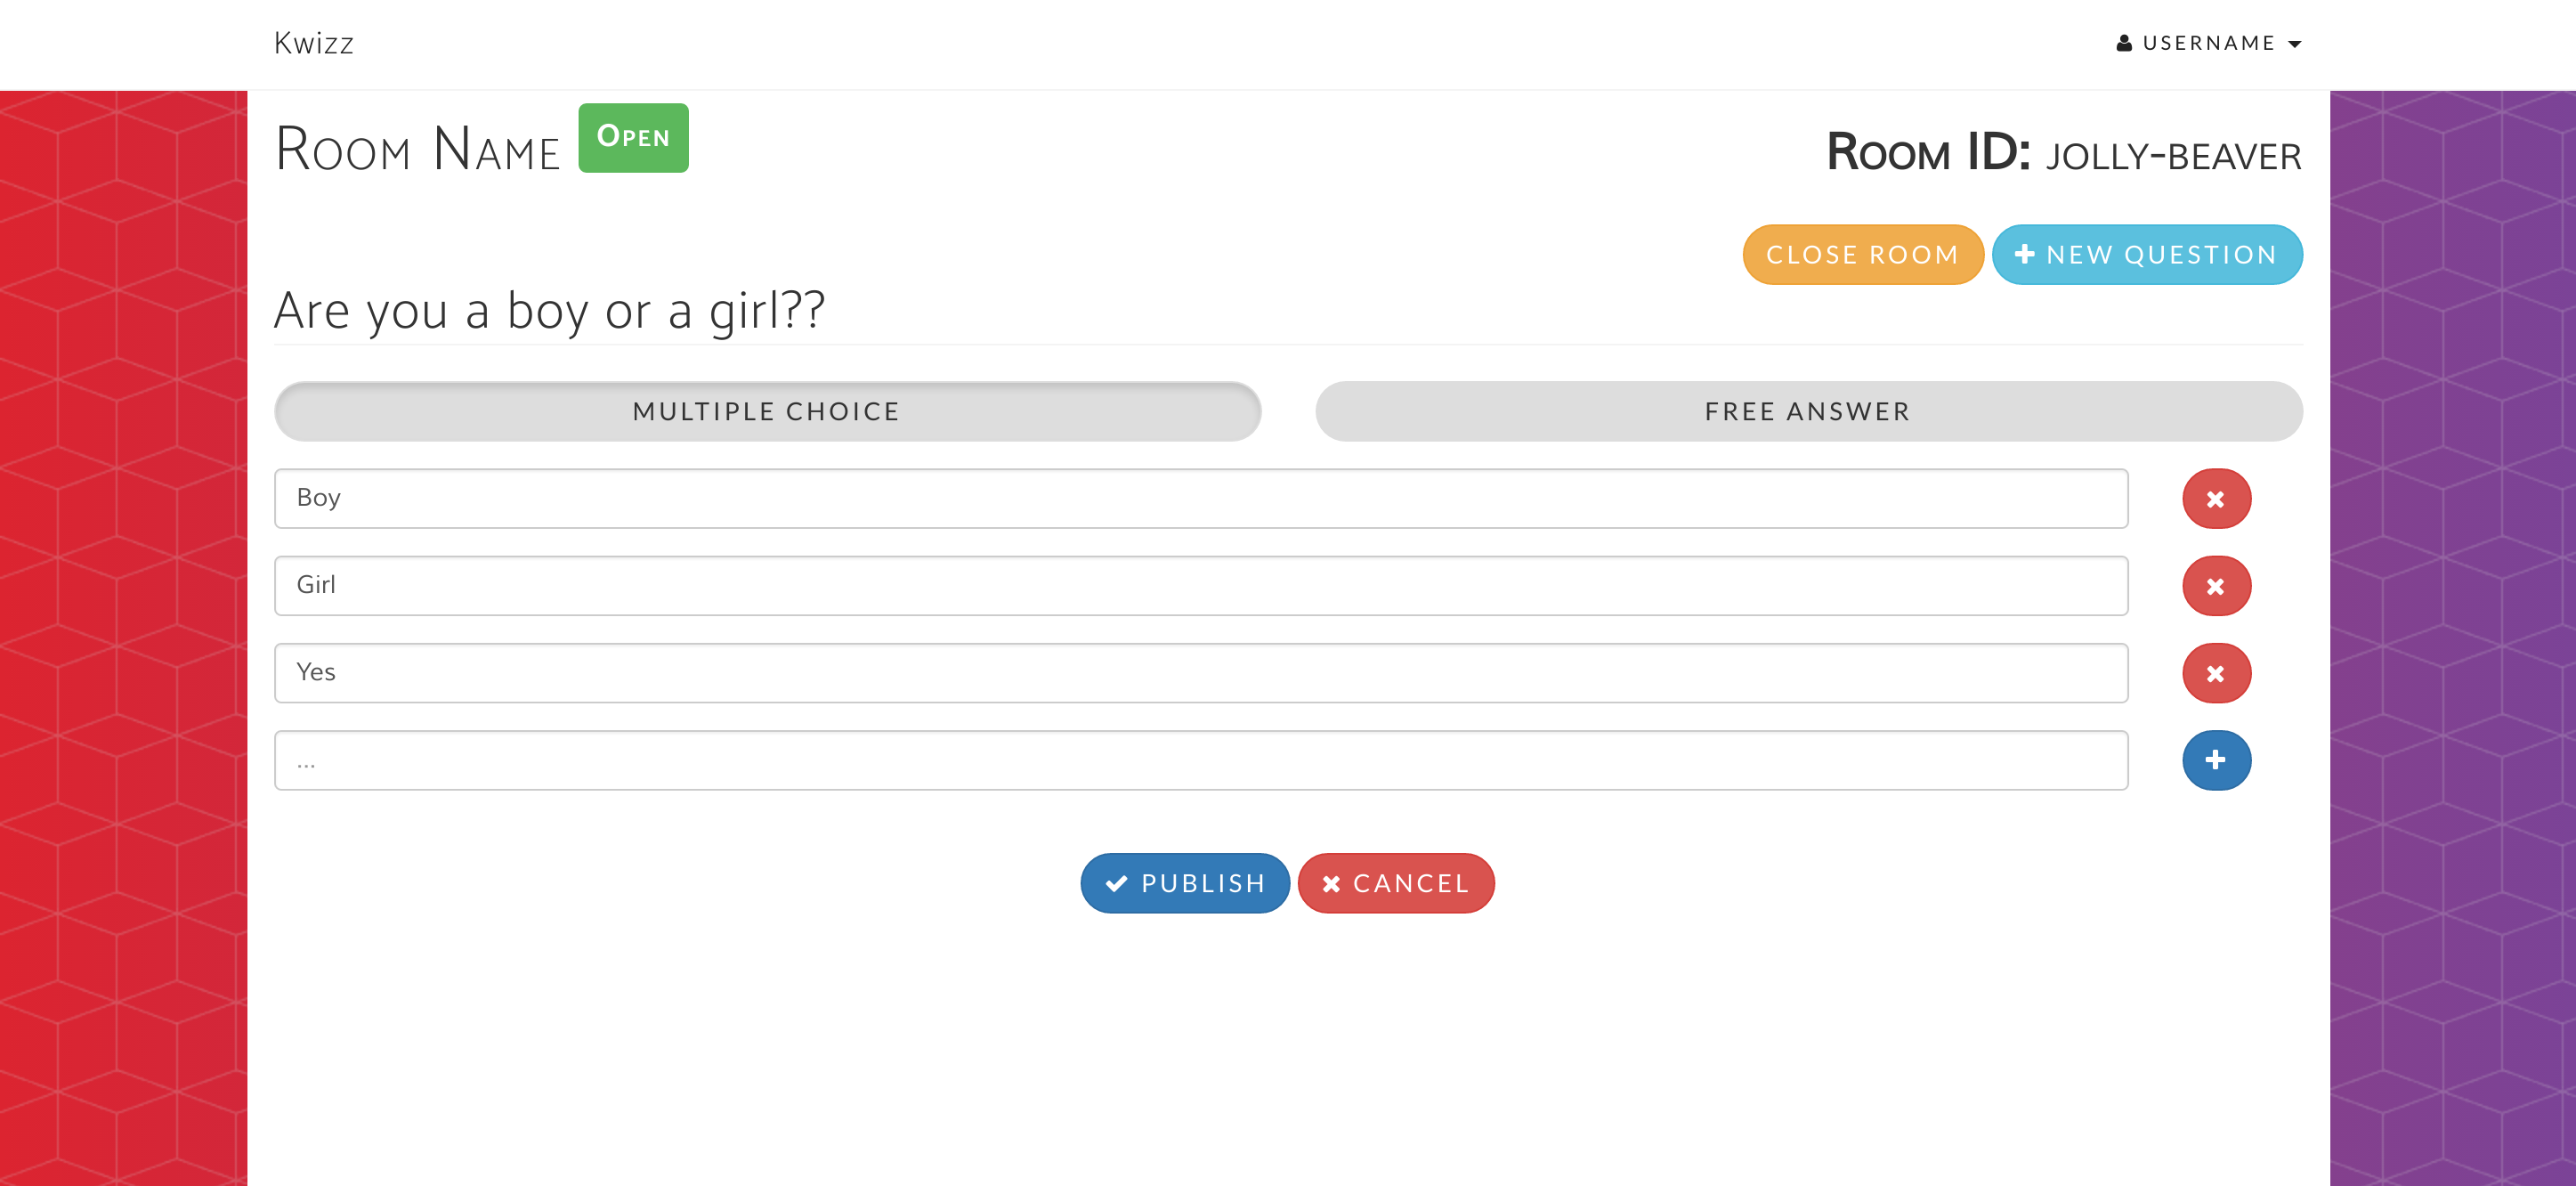 Kwizz
USERNAME
Room Name Open
Room ID: jolly-beaver
CLOSE ROOM
NEW QUESTION
Are you a boy or a girl??
MULTIPLE CHOICE
FREE ANSWER
Boy
Girl
Yes
...
PUBLISH
CANCEL